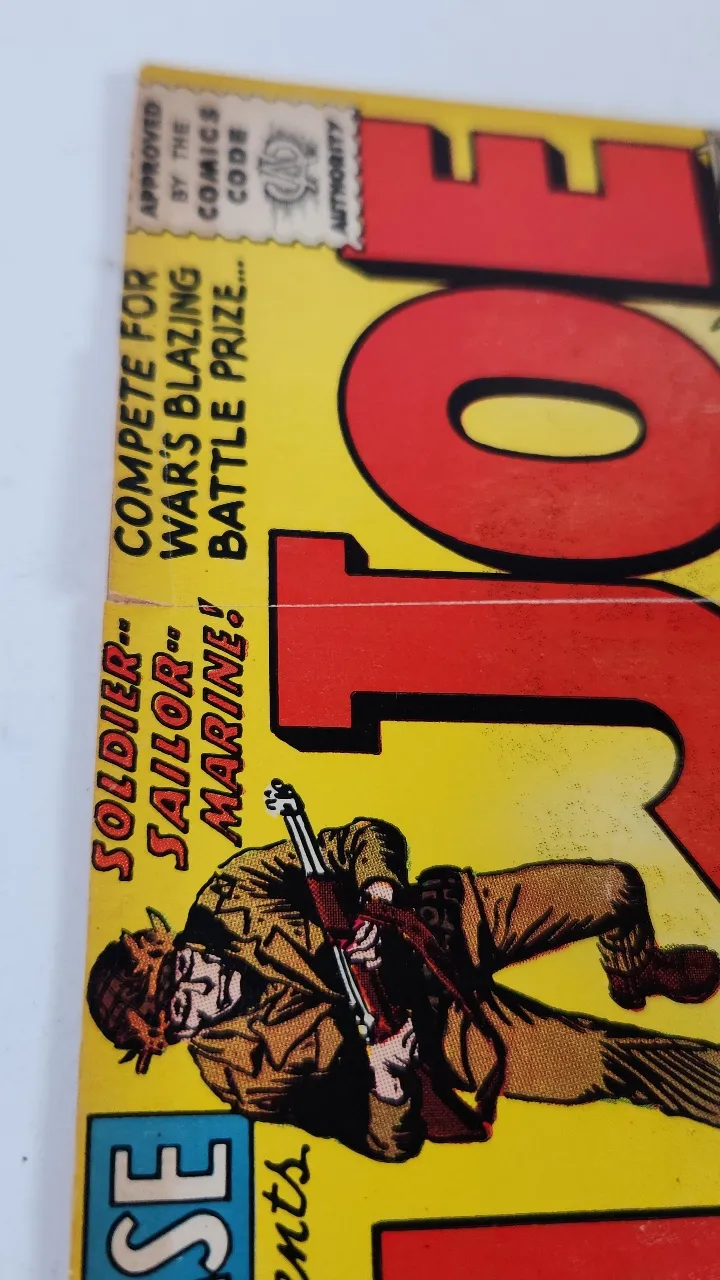 SE
ents
SOLDIER--
SAILOR--
MARINE!
COMPETE FOR
WAR'S BLAZING
BATTLE PRIZE...
APPROVED
BY THE
COMICS
CODE
AUTHORITY
JOE